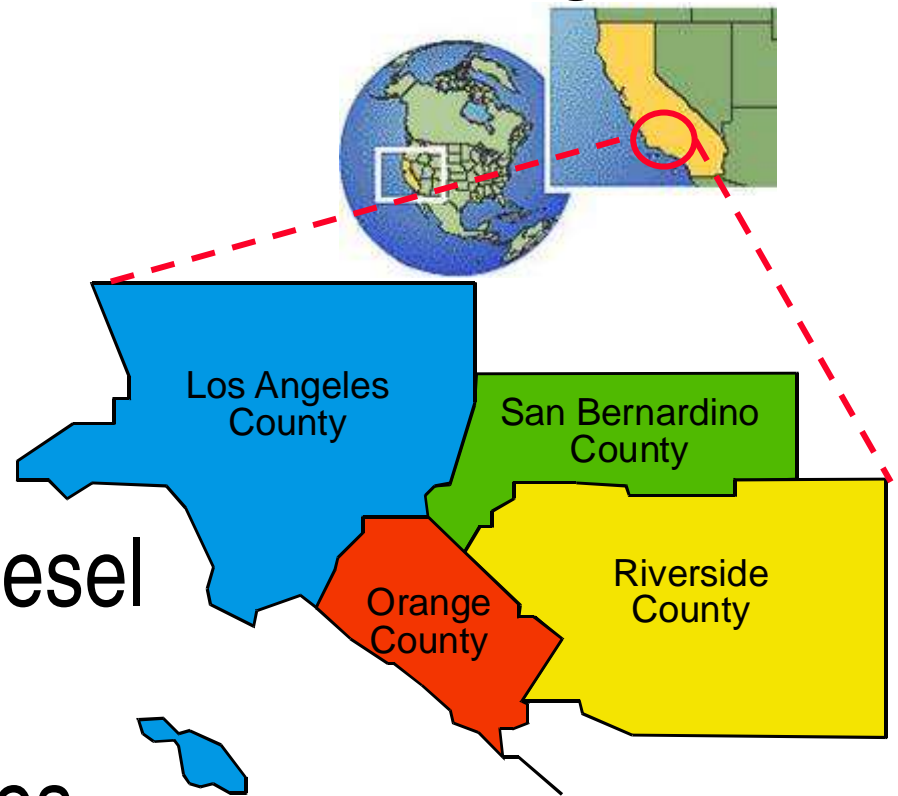 Los Angeles
County
San Bernardino
County
esel
Riverside
County
Orange
County